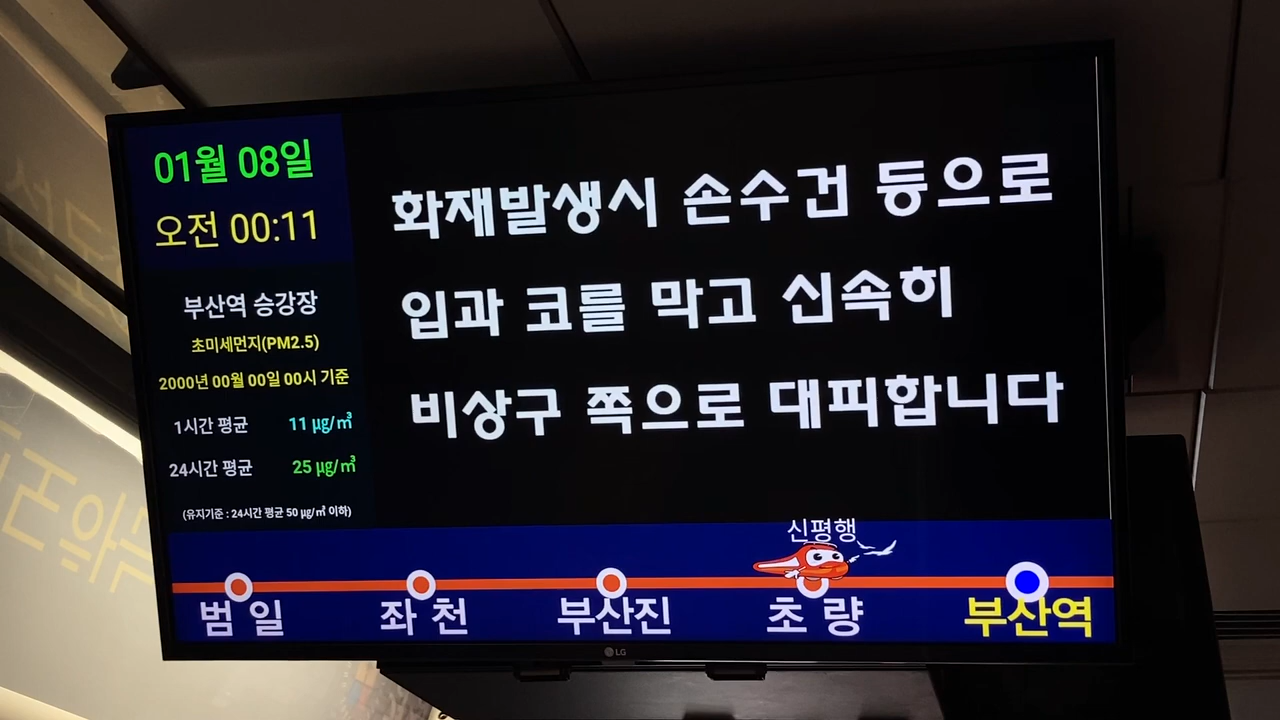 01월 08일
오전 00:11
부산역 승강장
초미세먼지(PM2.5)
2000년 00월 00일 00시 기준
1시간 평균 11 µg/㎥
24시간 평균 25 µg/㎥
(유지기준 : 24시간 평균 50 µg/㎥ 이하)
화재발생시 손수건 등으로
입과 코를 막고 신속히
비상구 쪽으로 대피합니다
신평행
범일 좌천 부산진 초량 부산역
LG